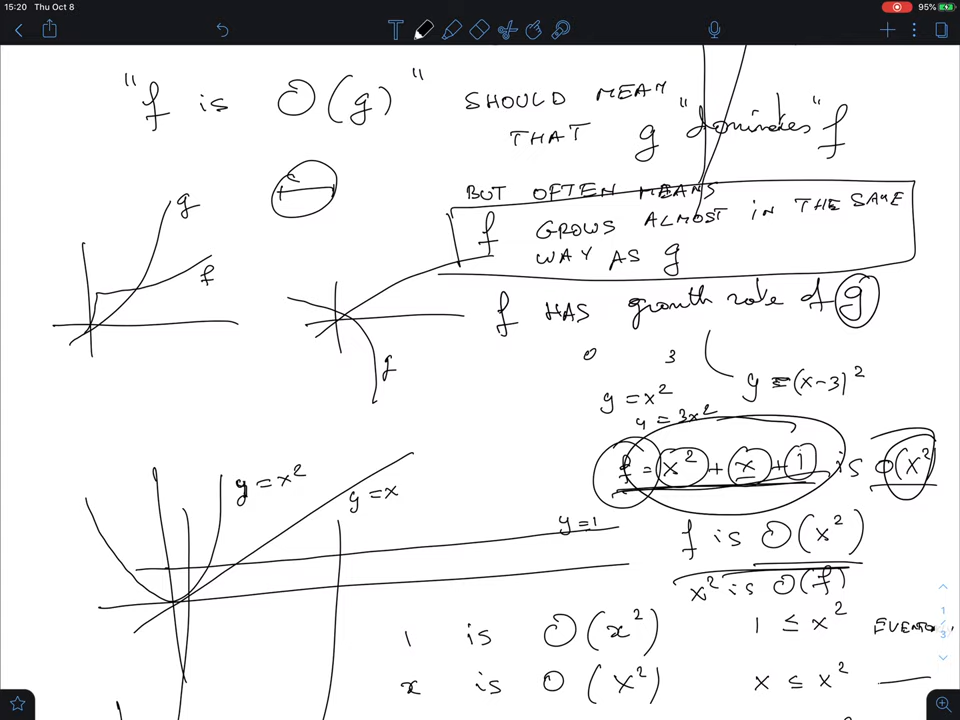 15:20 Thu Oct 8
95%
"f is O(g)"
SHOULD MEAN
THAT g "dominates" f
BUT OFTEN MEANS
f GROWS ALMOST IN THE SAME
WAY AS g
f HAS growth rate of g
g
f
g
0 3
y = x²
y = (x-3)²
y = 3x²
f = x² + x + 1 is O(x²)
y = x²
y = x
y = 1
f is O(x²)
x² is O(f)
1 is O(x²) 1 ≤ x²
x is O(x²) x ≤ x²
1
3